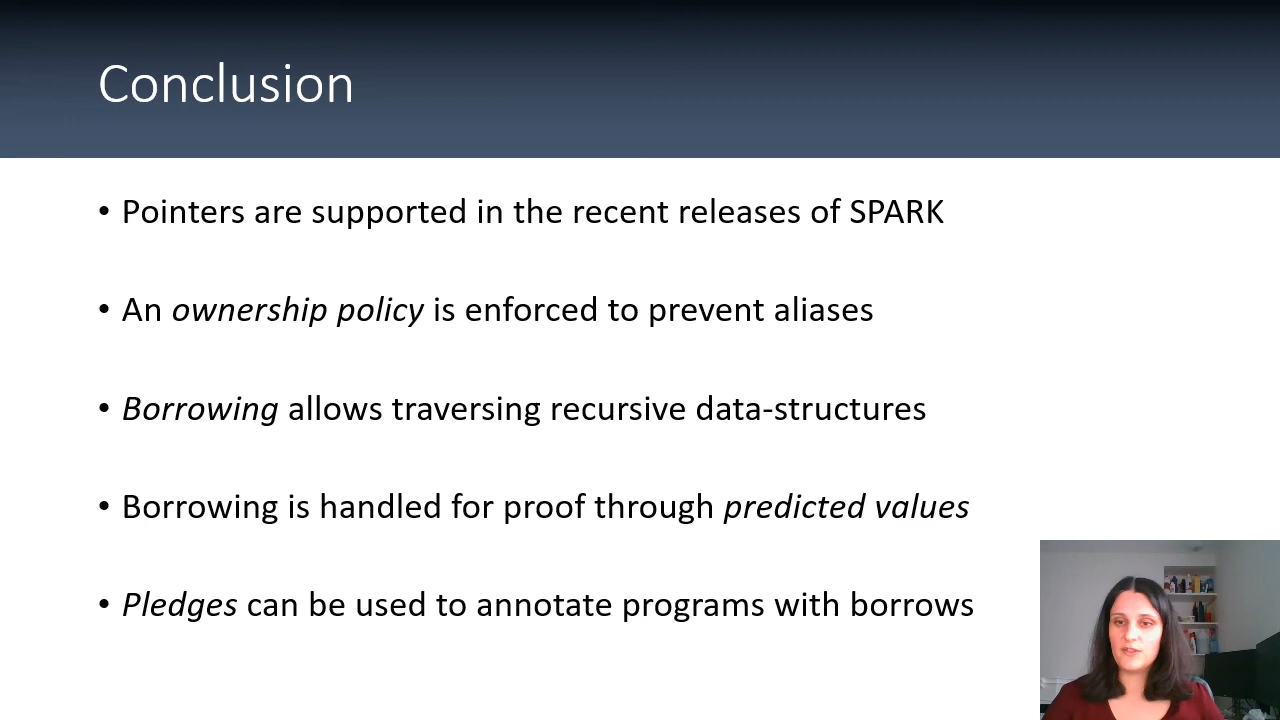 Conclusion
• Pointers are supported in the recent releases of SPARK
• An ownership policy is enforced to prevent aliases
• Borrowing allows traversing recursive data-structures
• Borrowing is handled for proof through predicted values
• Pledges can be used to annotate programs with borrows